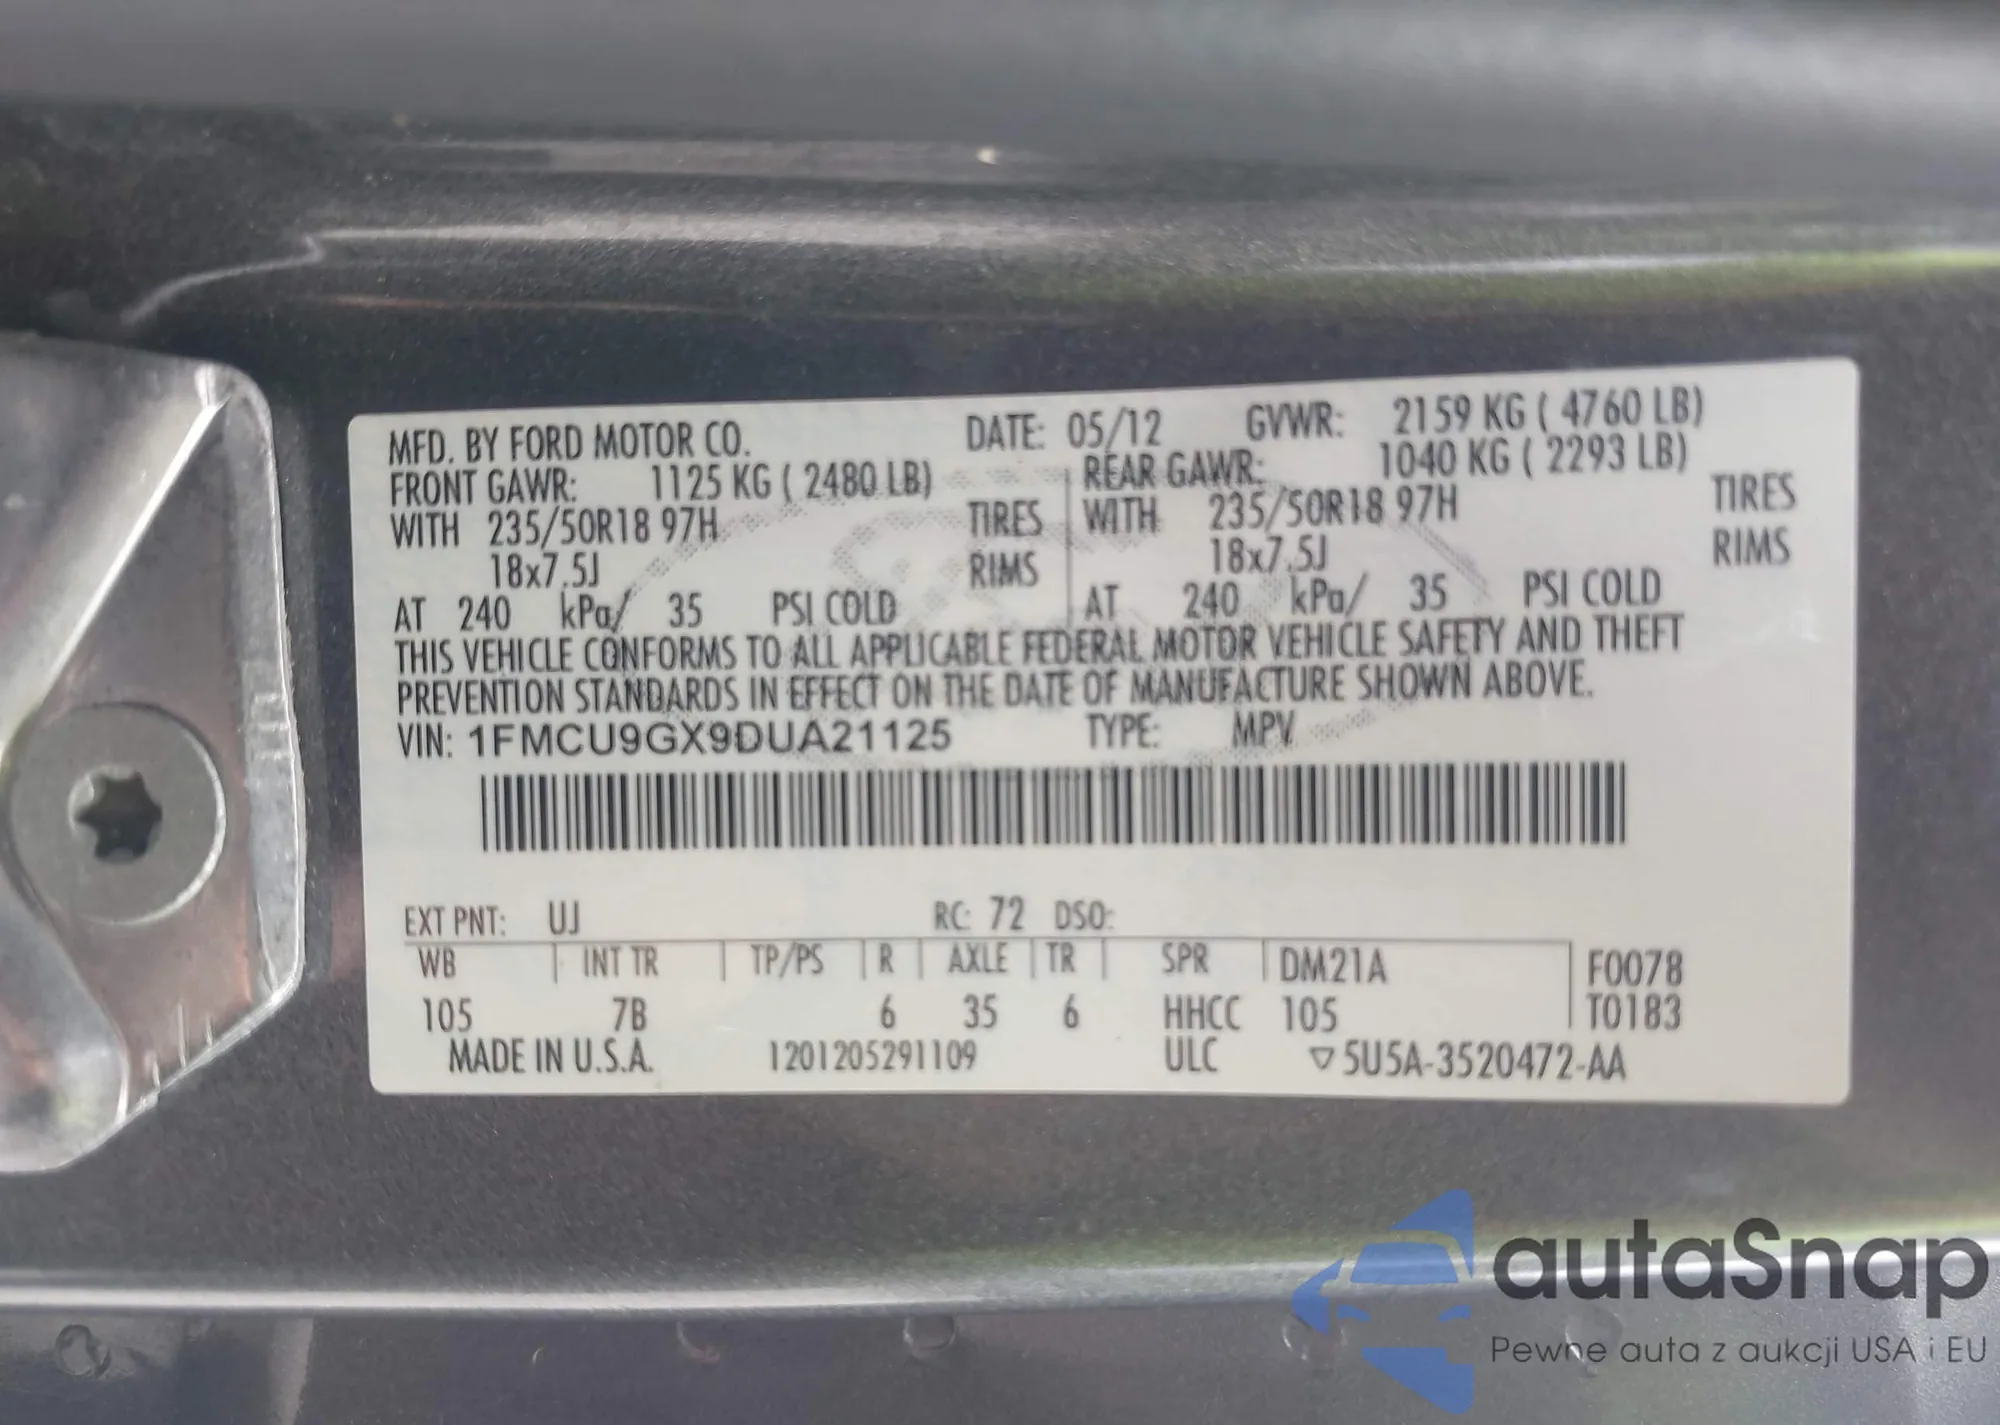 MFD. BY FORD MOTOR CO. DATE: 05/12 GVWR: 2159 KG ( 4760 LB)
FRONT GAWR: 1125 KG ( 2480 LB) REAR GAWR: 1040 KG ( 2293 LB)
WITH 235/50R18 97H TIRES WITH 235/50R18 97H TIRES
18x7.5J RIMS 18x7.5J RIMS
AT 240 kPa/ 35 PSI COLD AT 240 kPa/ 35 PSI COLD
THIS VEHICLE CONFORMS TO ALL APPLICABLE FEDERAL MOTOR VEHICLE SAFETY AND THEFT
PREVENTION STANDARDS IN EFFECT ON THE DATE OF MANUFACTURE SHOWN ABOVE.
VIN: 1FMCU9GX9DUA21125 TYPE: MPV
EXT PNT: UJ RC: 72 DSO:
WB INT TR TP/PS R AXLE TR SPR DM21A F0078
105 7B 6 35 6 HHCC 105 T0183
MADE IN U.S.A. 1201205291109 ULC ▽5U5A-3520472-AA
autaSnap
Pewne auta z aukcji USA i EU